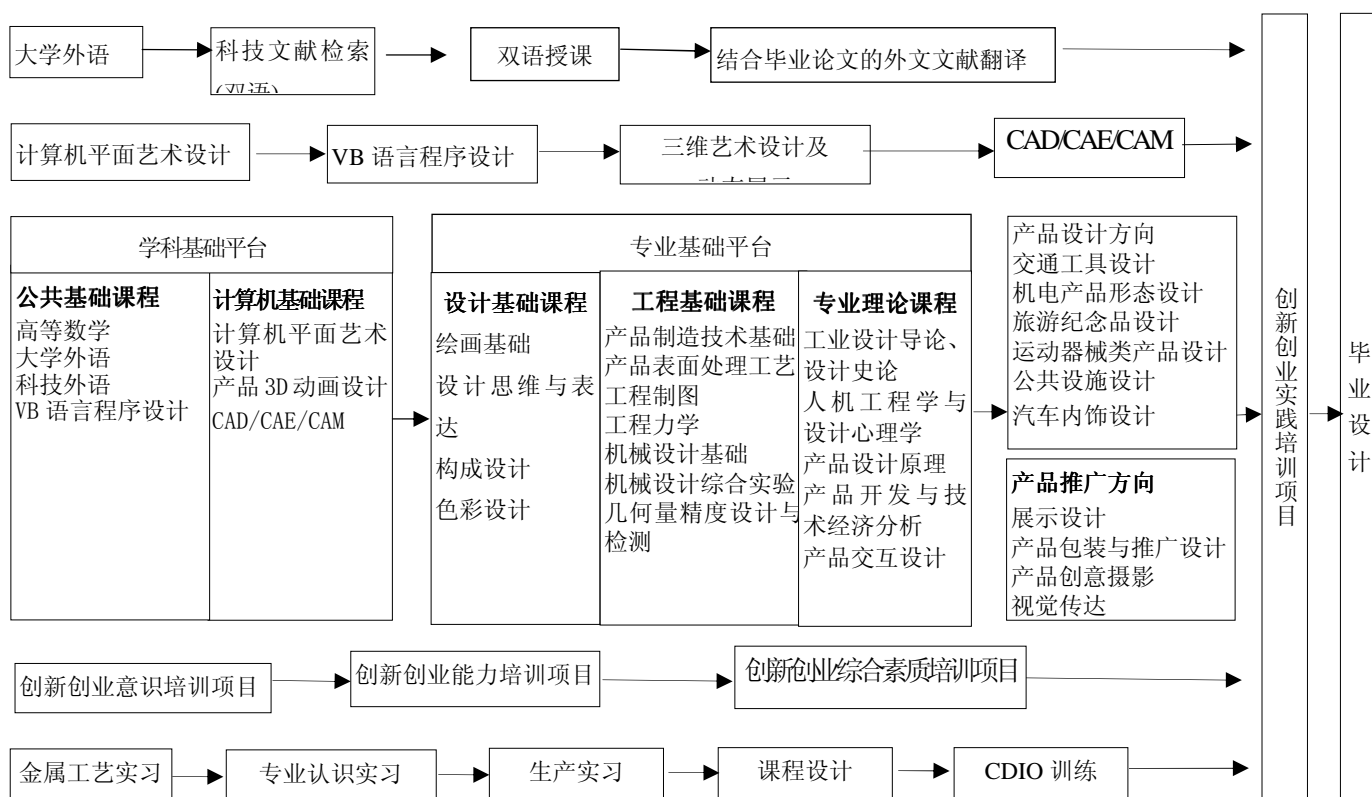 大学外语
科技文献检索
双语授课
结合毕业论文的外文文献翻译
计算机平面艺术设计
VB 语言程序设计
三维艺术设计及
CAD/CAE/CAM
学科基础平台
公共基础课程
高等数学
大学外语
科技外语
VB 语言程序设计
计算机基础课程
计算机平面艺术
设计
产品 3D 动画设计
CAD/CAE/CAM
专业基础平台
设计基础课程
绘画基础
设计思维与表
达
构成设计
色彩设计
工程基础课程
产品制造技术基础
产品表面处理工艺
工程制图
工程力学
机械设计基础
机械设计综合实验
几何量精度设计与
检测
专业理论课程
工业设计导论、
设计史论
人机工程学与
设计心理学
产品设计原理
产品开发与技
术经济分析
产品交互设计
产品设计方向
交通工具设计
机电产品形态设计
旅游纪念品设计
运动器械类产品设计
公共设施设计
汽车内饰设计
产品推广方向
展示设计
产品包装与推广设计
产品创意摄影
视觉传达
创新创业意识培训项目
创新创业能力培训项目
创新创业综合素质培训项目
金属工艺实习
专业认识实习
生产实习
课程设计
CDIO 训练
创新创业实践培训项目
毕业设计